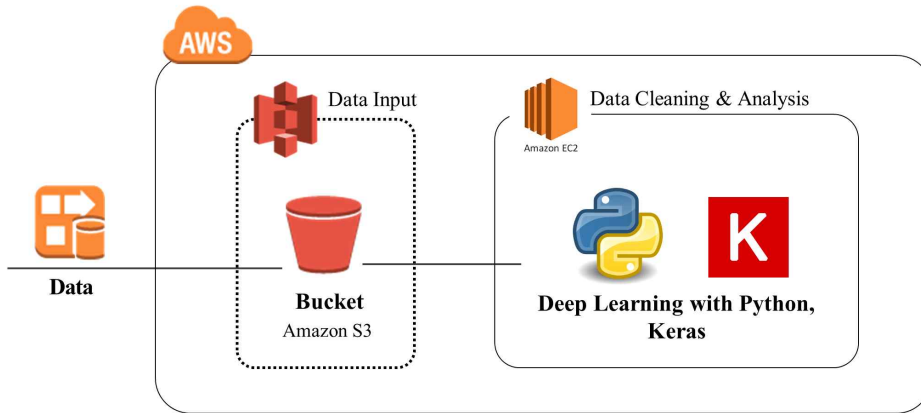 AWS
Data Input
Data Cleaning & Analysis
Amazon EC2
Data
Bucket
Amazon S3
K
Deep Learning with Python,
Keras